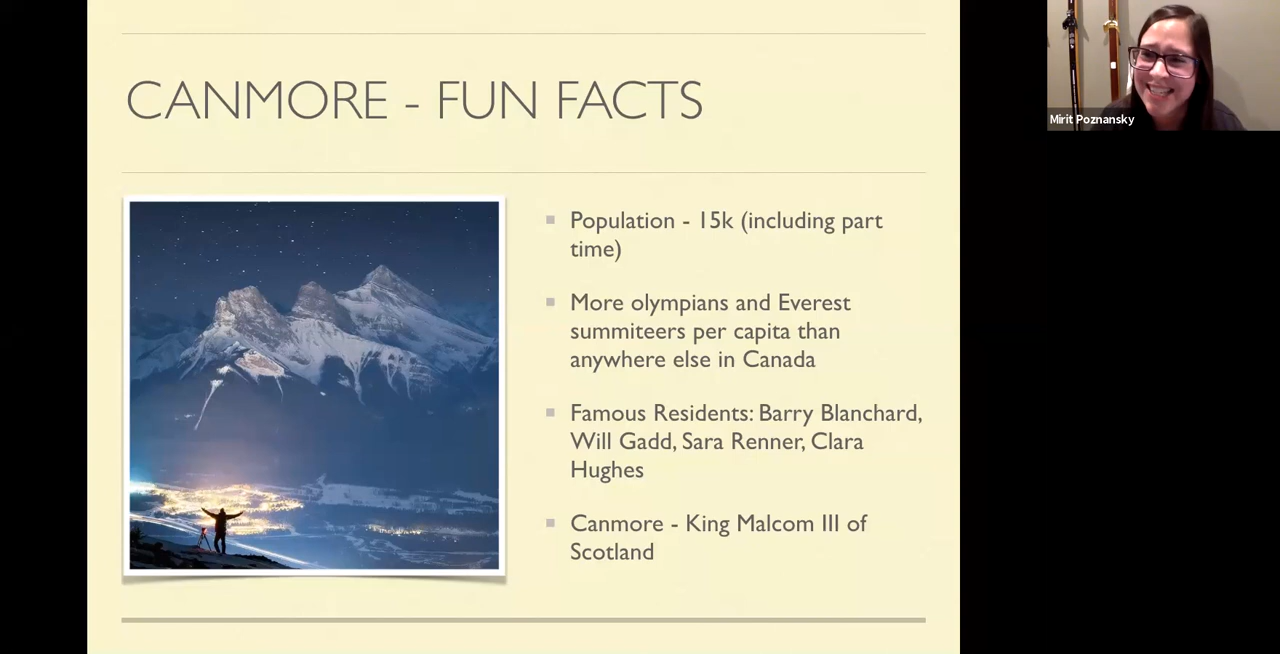 CANMORE - FUN FACTS
Mirit Poznansky
Population - 15k (including part
time)
More olympians and Everest
summiteers per capita than
anywhere else in Canada
Famous Residents: Barry Blanchard,
Will Gadd, Sara Renner, Clara
Hughes
Canmore - King Malcom III of
Scotland